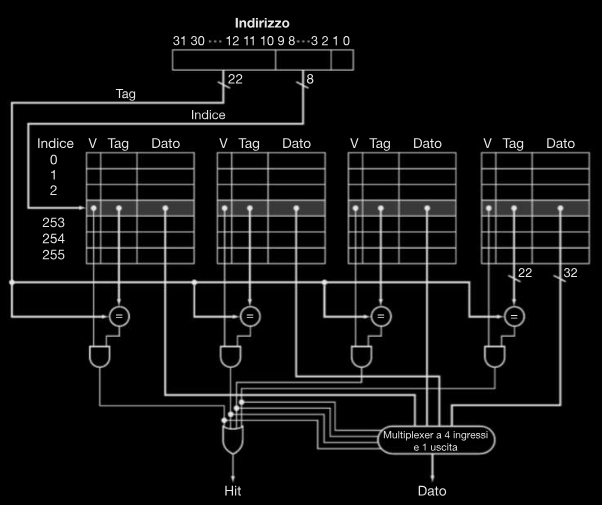 Indirizzo
31 30 ··· 12 11 10 9 8···3 2 1 0
22
8
Tag
Indice
Indice V Tag Dato V Tag Dato V Tag Dato V Tag Dato
0
1
2
253
254
255
22 32
= = = =
Multiplexer a 4 ingressi
e 1 uscita
Hit Dato